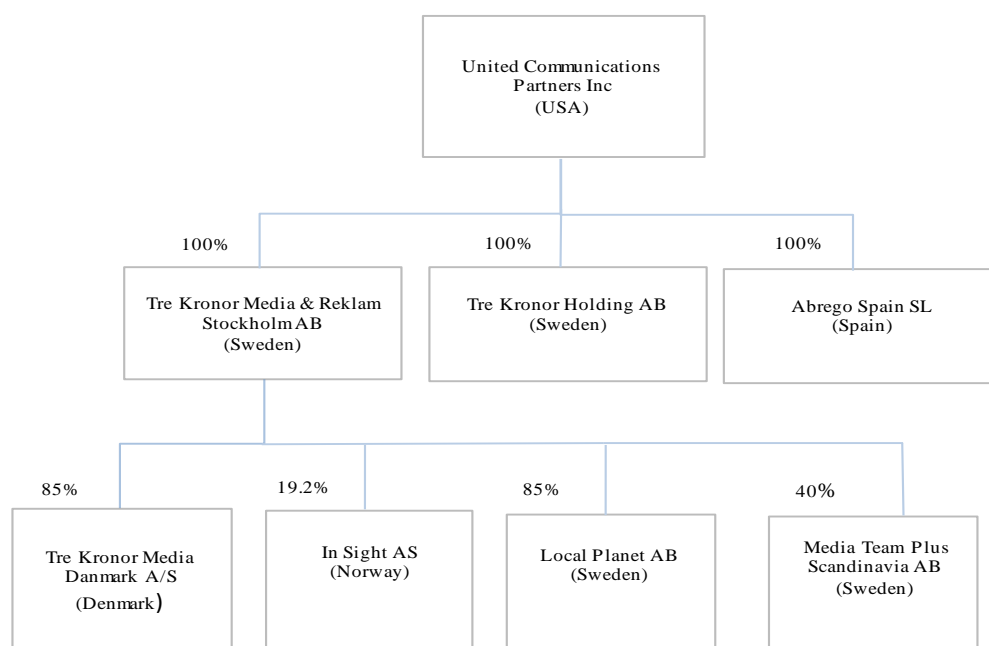 United Communications
Partners Inc
(USA)
100%
100%
100%
Tre Kronor Media & Reklam
Stockholm AB
(Sweden)
Tre Kronor Holding AB
(Sweden)
Abrego Spain SL
(Spain)
85%
19.2%
85%
40%
Tre Kronor Media
Danmark A/S
(Denmark)
In Sight AS
(Norway)
Local Planet AB
(Sweden)
Media Team Plus
Scandinavia AB
(Sweden)